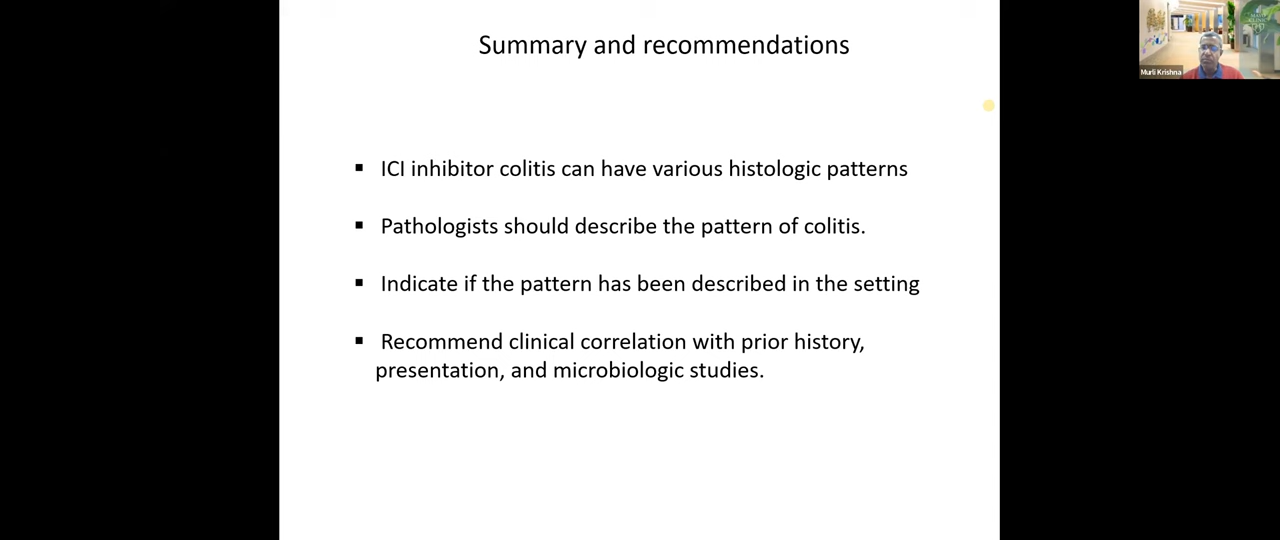 Summary and recommendations
Murli Krishna
▪ ICI inhibitor colitis can have various histologic patterns
▪ Pathologists should describe the pattern of colitis.
▪ Indicate if the pattern has been described in the setting
▪ Recommend clinical correlation with prior history,
presentation, and microbiologic studies.